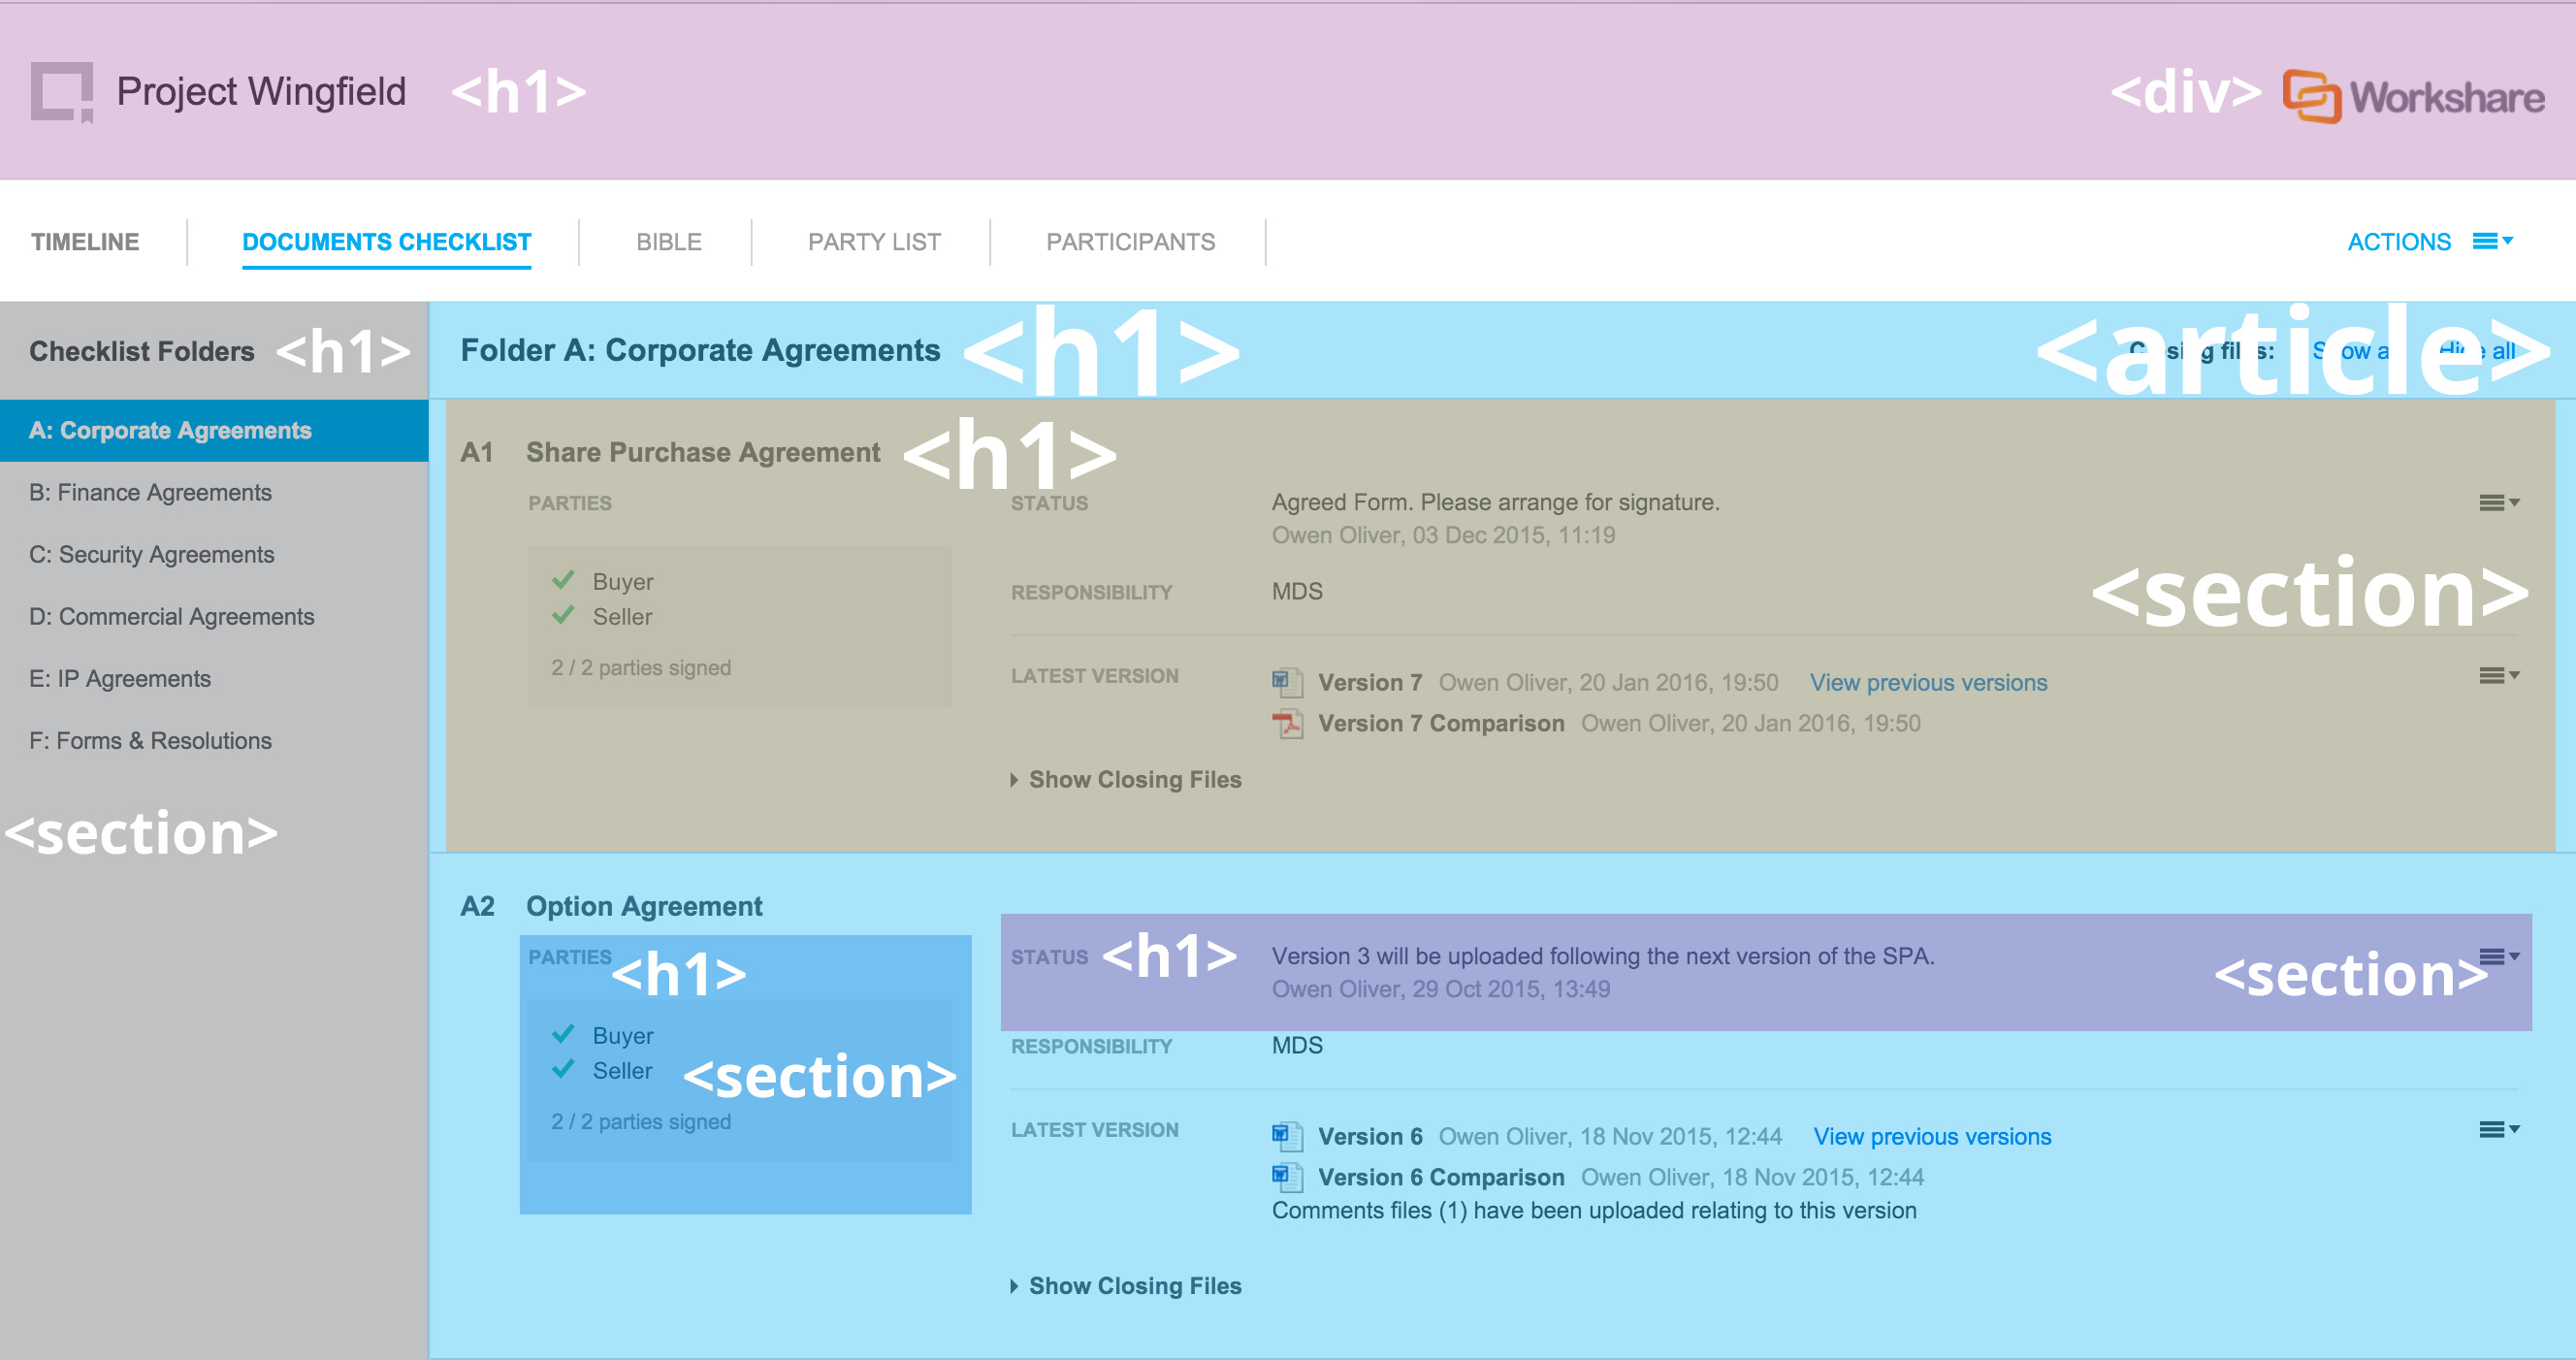 Project Wingfield <h1> <div> Workshare
TIMELINE DOCUMENTS CHECKLIST BIBLE PARTY LIST PARTICIPANTS ACTIONS
Checklist Folders <h1>
A: Corporate Agreements
B: Finance Agreements
C: Security Agreements
D: Commercial Agreements
E: IP Agreements
F: Forms & Resolutions
<section>
Folder A: Corporate Agreements <h1> Closing files: Show all Hide all <article>
A1 Share Purchase Agreement <h1>
PARTIES
Buyer
Seller
2 / 2 parties signed
STATUS Agreed Form. Please arrange for signature.
Owen Oliver, 03 Dec 2015, 11:19
RESPONSIBILITY MDS <section>
LATEST VERSION Version 7 Owen Oliver, 20 Jan 2016, 19:50 View previous versions
Version 7 Comparison Owen Oliver, 20 Jan 2016, 19:50
Show Closing Files
A2 Option Agreement
PARTIES <h1>
Buyer
Seller <section>
2 / 2 parties signed
STATUS <h1> Version 3 will be uploaded following the next version of the SPA. <section>
Owen Oliver, 29 Oct 2015, 13:49
RESPONSIBILITY MDS
LATEST VERSION Version 6 Owen Oliver, 18 Nov 2015, 12:44 View previous versions
Version 6 Comparison Owen Oliver, 18 Nov 2015, 12:44
Comments files (1) have been uploaded relating to this version
Show Closing Files